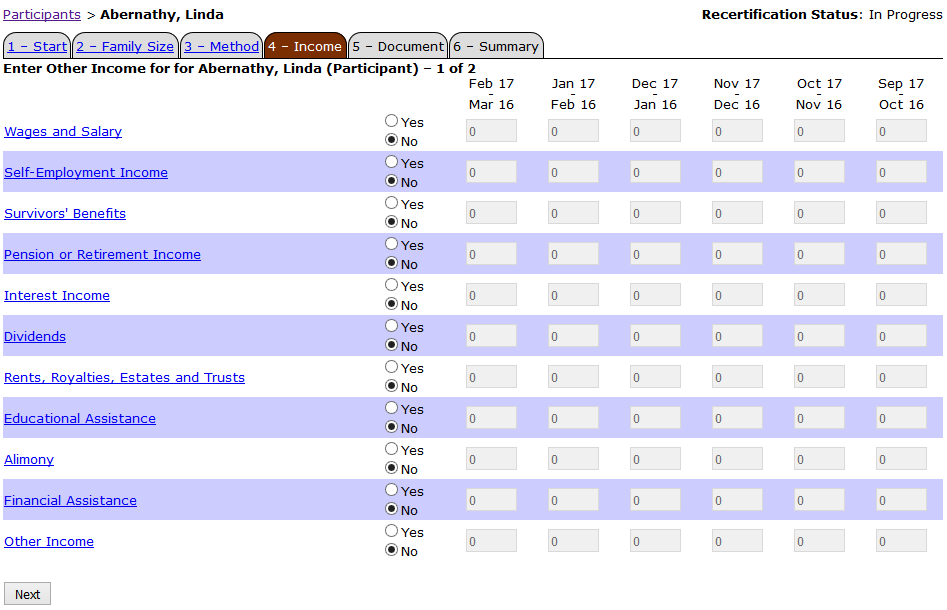 Participants > Abernathy, Linda
Recertification Status: In Progress
1 – Start 2 – Family Size 3 – Method 4 – Income 5 – Document 6 – Summary
Enter Other Income for for Abernathy, Linda (Participant) – 1 of 2
Feb 17 Jan 17 Dec 17 Nov 17 Oct 17 Sep 17
- - - - - -
Mar 16 Feb 16 Jan 16 Dec 16 Nov 16 Oct 16
Yes
Wages and Salary 0 0 0 0 0 0
No
Yes
Self-Employment Income 0 0 0 0 0 0
No
Yes
Survivors' Benefits 0 0 0 0 0 0
No
Yes
Pension or Retirement Income 0 0 0 0 0 0
No
Yes
Interest Income 0 0 0 0 0 0
No
Yes
Dividends 0 0 0 0 0 0
No
Yes
Rents, Royalties, Estates and Trusts 0 0 0 0 0 0
No
Yes
Educational Assistance 0 0 0 0 0 0
No
Yes
Alimony 0 0 0 0 0 0
No
Yes
Financial Assistance 0 0 0 0 0 0
No
Yes
Other Income 0 0 0 0 0 0
No
Next